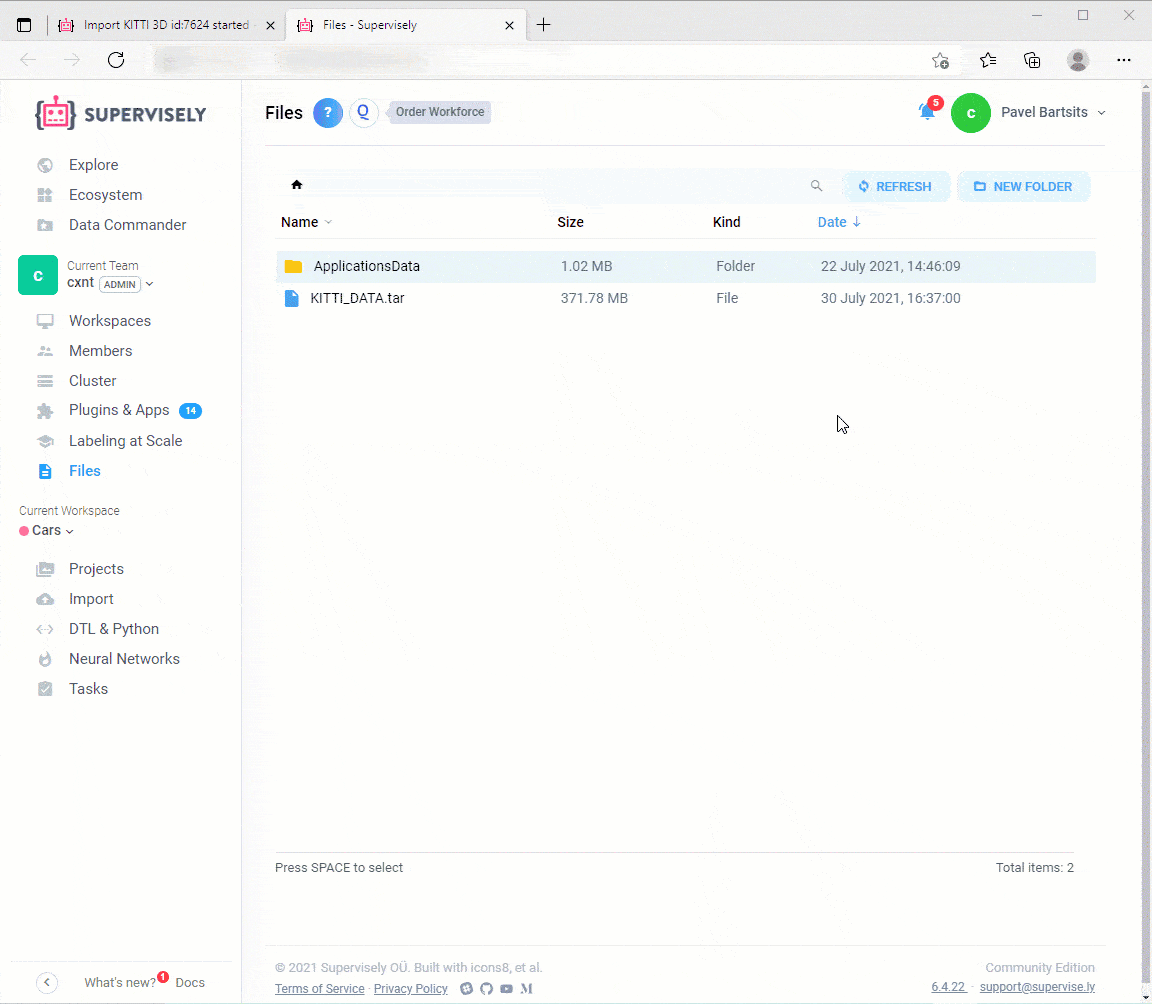 Import KITTI 3D id:7624 started
Files - Supervisely
SUPERVISELY
Explore
Ecosystem
Data Commander
c
Current Team
cxnt ADMIN
Workspaces
Members
Cluster
Plugins & Apps 14
Labeling at Scale
Files
Current Workspace
Cars
Projects
Import
DTL & Python
Neural Networks
Tasks
What's new? 1 Docs
Files ? Q Order Workforce
5 c Pavel Bartsits
REFRESH NEW FOLDER
Name Size Kind Date ↓
ApplicationsData 1.02 MB Folder 22 July 2021, 14:46:09
KITTI_DATA.tar 371.78 MB File 30 July 2021, 16:37:00
Press SPACE to select Total items: 2
© 2021 Supervisely OÜ. Built with icons8, et al. Community Edition
Terms of Service · Privacy Policy 6.4.22 · support@supervise.ly